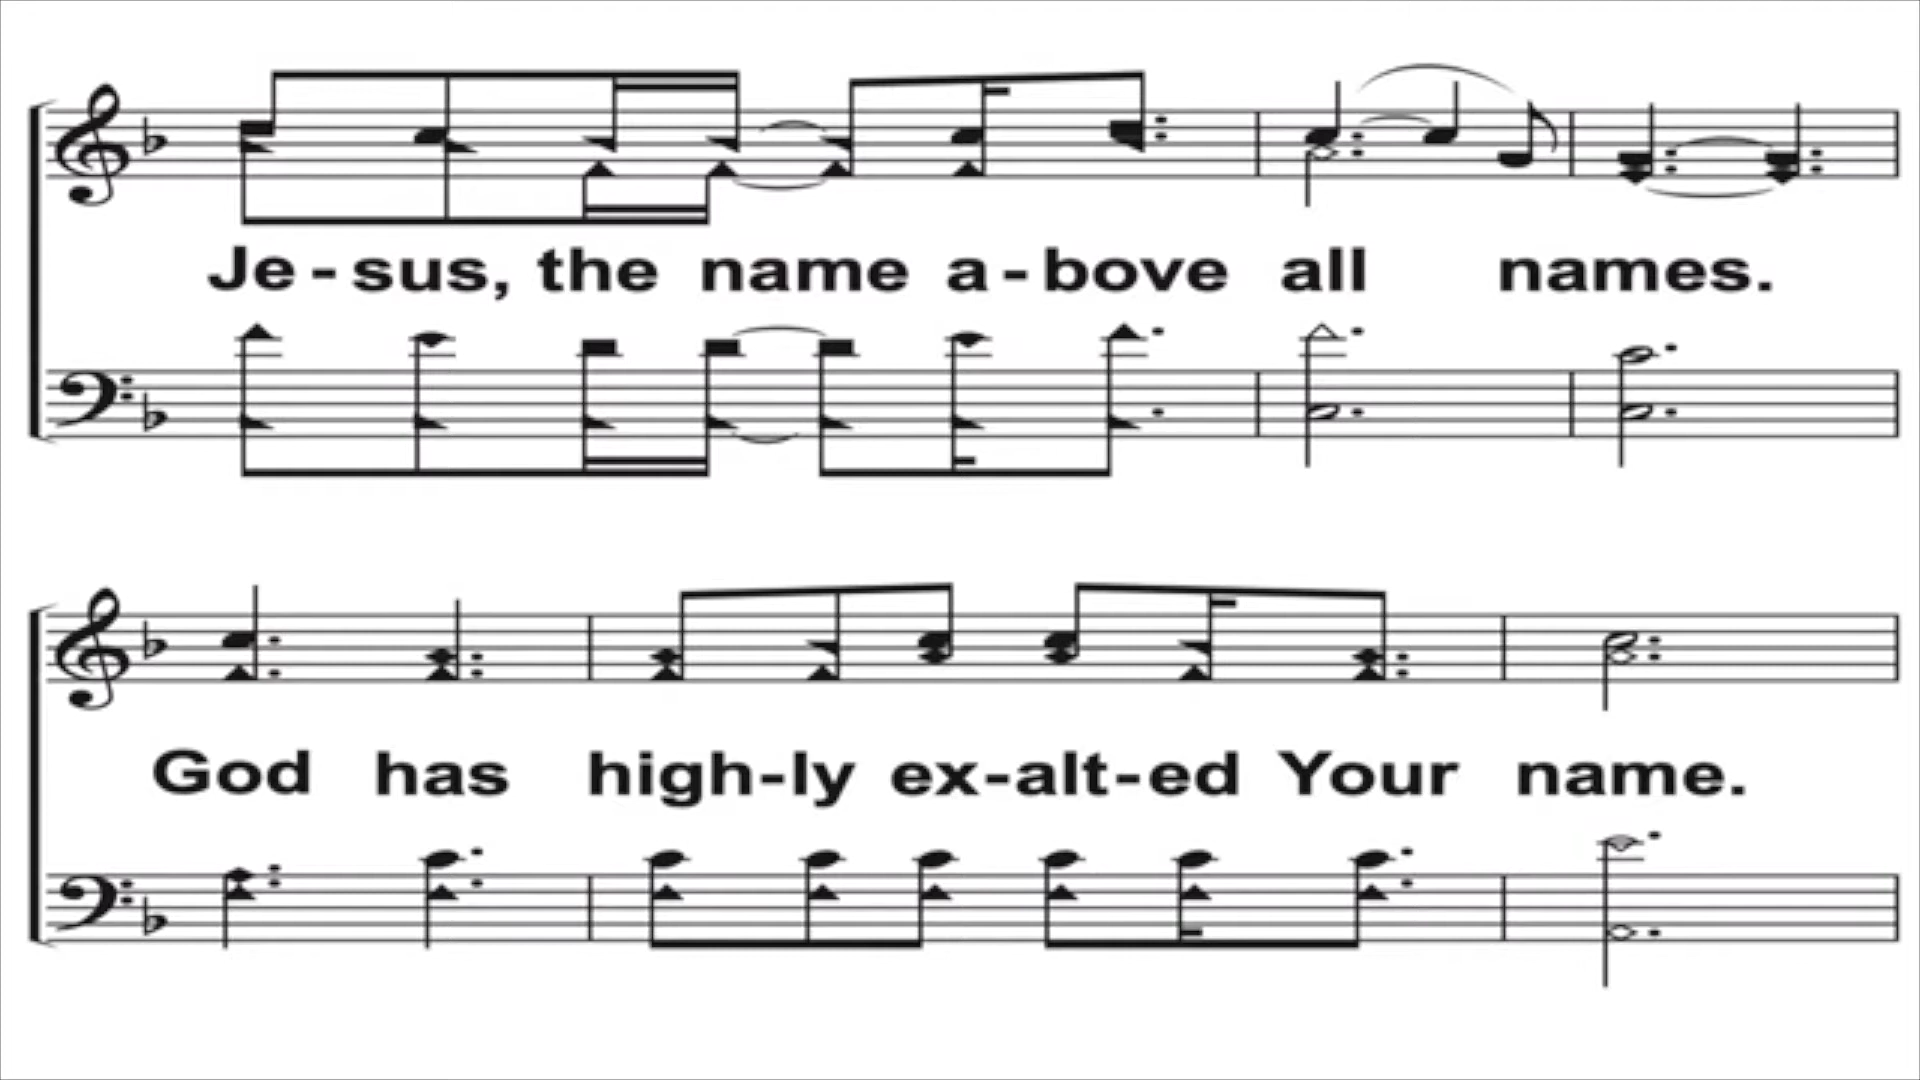 Je - sus, the name a - bove all names.
God has high-ly ex-alt-ed Your name.